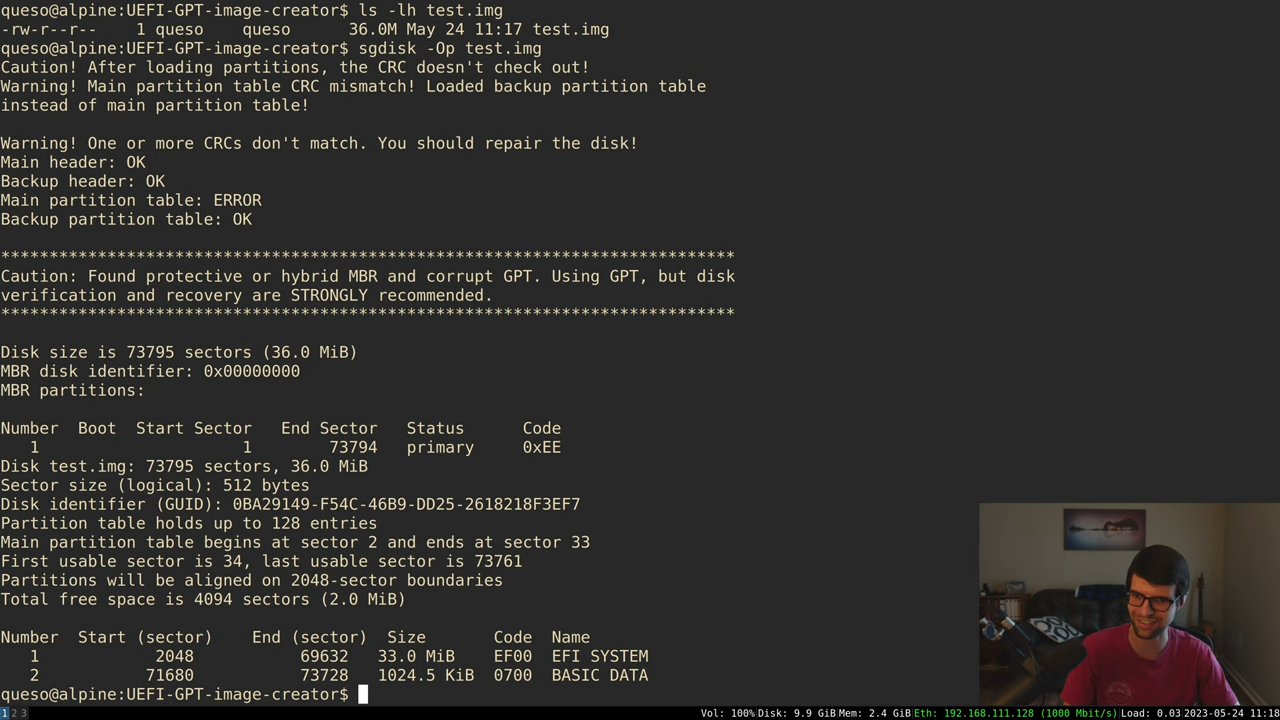 queso@alpine:UEFI-GPT-image-creator$ ls -lh test.img
-rw-r--r--    1 queso    queso      36.0M May 24 11:17 test.img
queso@alpine:UEFI-GPT-image-creator$ sgdisk -Op test.img
Caution! After loading partitions, the CRC doesn't check out!
Warning! Main partition table CRC mismatch! Loaded backup partition table
instead of main partition table!
Warning! One or more CRCs don't match. You should repair the disk!
Main header: OK
Backup header: OK
Main partition table: ERROR
Backup partition table: OK
****************************************************************************
Caution: Found protective or hybrid MBR and corrupt GPT. Using GPT, but disk
verification and recovery are STRONGLY recommended.
****************************************************************************
Disk size is 73795 sectors (36.0 MiB)
MBR disk identifier: 0x00000000
MBR partitions:
Number  Boot  Start Sector   End Sector   Status      Code
   1                     1        73794   primary     0xEE
Disk test.img: 73795 sectors, 36.0 MiB
Sector size (logical): 512 bytes
Disk identifier (GUID): 0BA29149-F54C-46B9-DD25-2618218F3EF7
Partition table holds up to 128 entries
Main partition table begins at sector 2 and ends at sector 33
First usable sector is 34, last usable sector is 73761
Partitions will be aligned on 2048-sector boundaries
Total free space is 4094 sectors (2.0 MiB)
Number  Start (sector)    End (sector)  Size       Code  Name
   1            2048           69632   33.0 MiB    EF00  EFI SYSTEM
   2           71680           73728   1024.5 KiB  0700  BASIC DATA
queso@alpine:UEFI-GPT-image-creator$
1 2 3 Vol: 100% Disk: 9.9 GiB Mem: 2.4 GiB Eth: 192.168.111.128 (1000 Mbit/s) Load: 0.03 2023-05-24 11:18